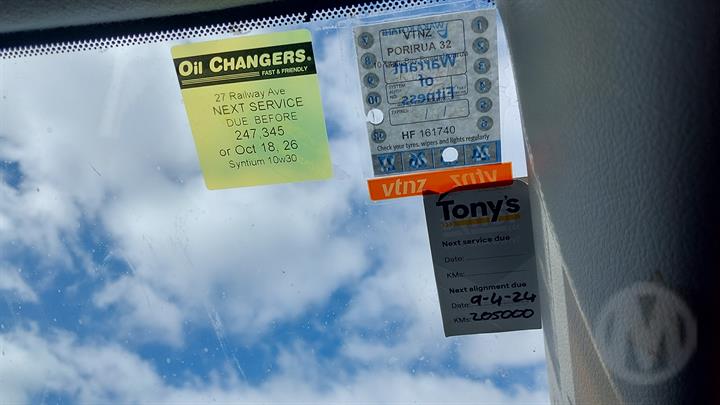 Oil CHANGERS®
FAST & FRIENDLY
27 Railway Ave
NEXT SERVICE
DUE BEFORE
247,345
or Oct 18, 26
Syntium 10w30
VTNZ
PORIRUA 32
Warrant
of
Fitness
HF 161740
Check your tyres, wipers and lights regularly
vtnz vtnz
Tony's
Next service due
Date:
KMs:
Next alignment due
Date: 9-4-24
KMs: 205000
M